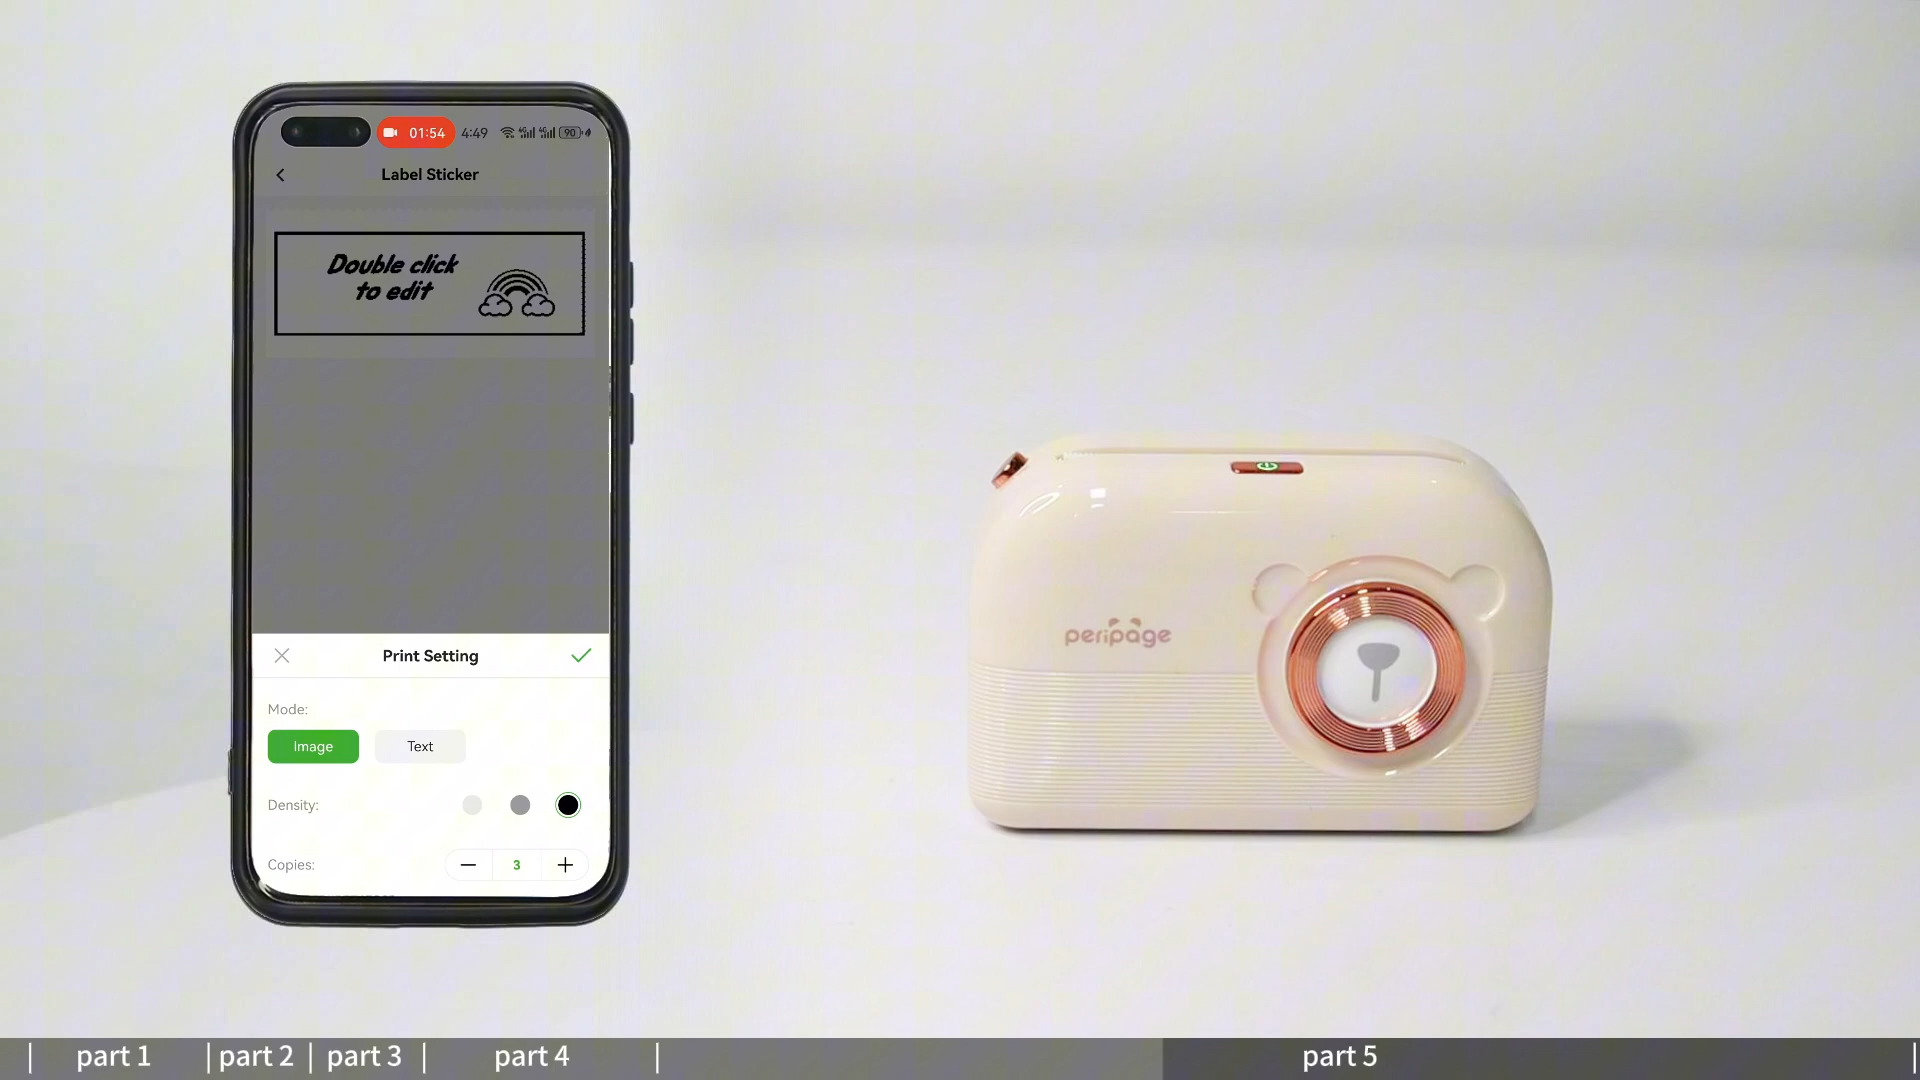 01:54 4:49 90
Label Sticker
Double click
to edit
Print Setting
Mode:
Image Text
Density:
Copies: 3
peripage
part 1 | part 2 | part 3 | part 4 | part 5